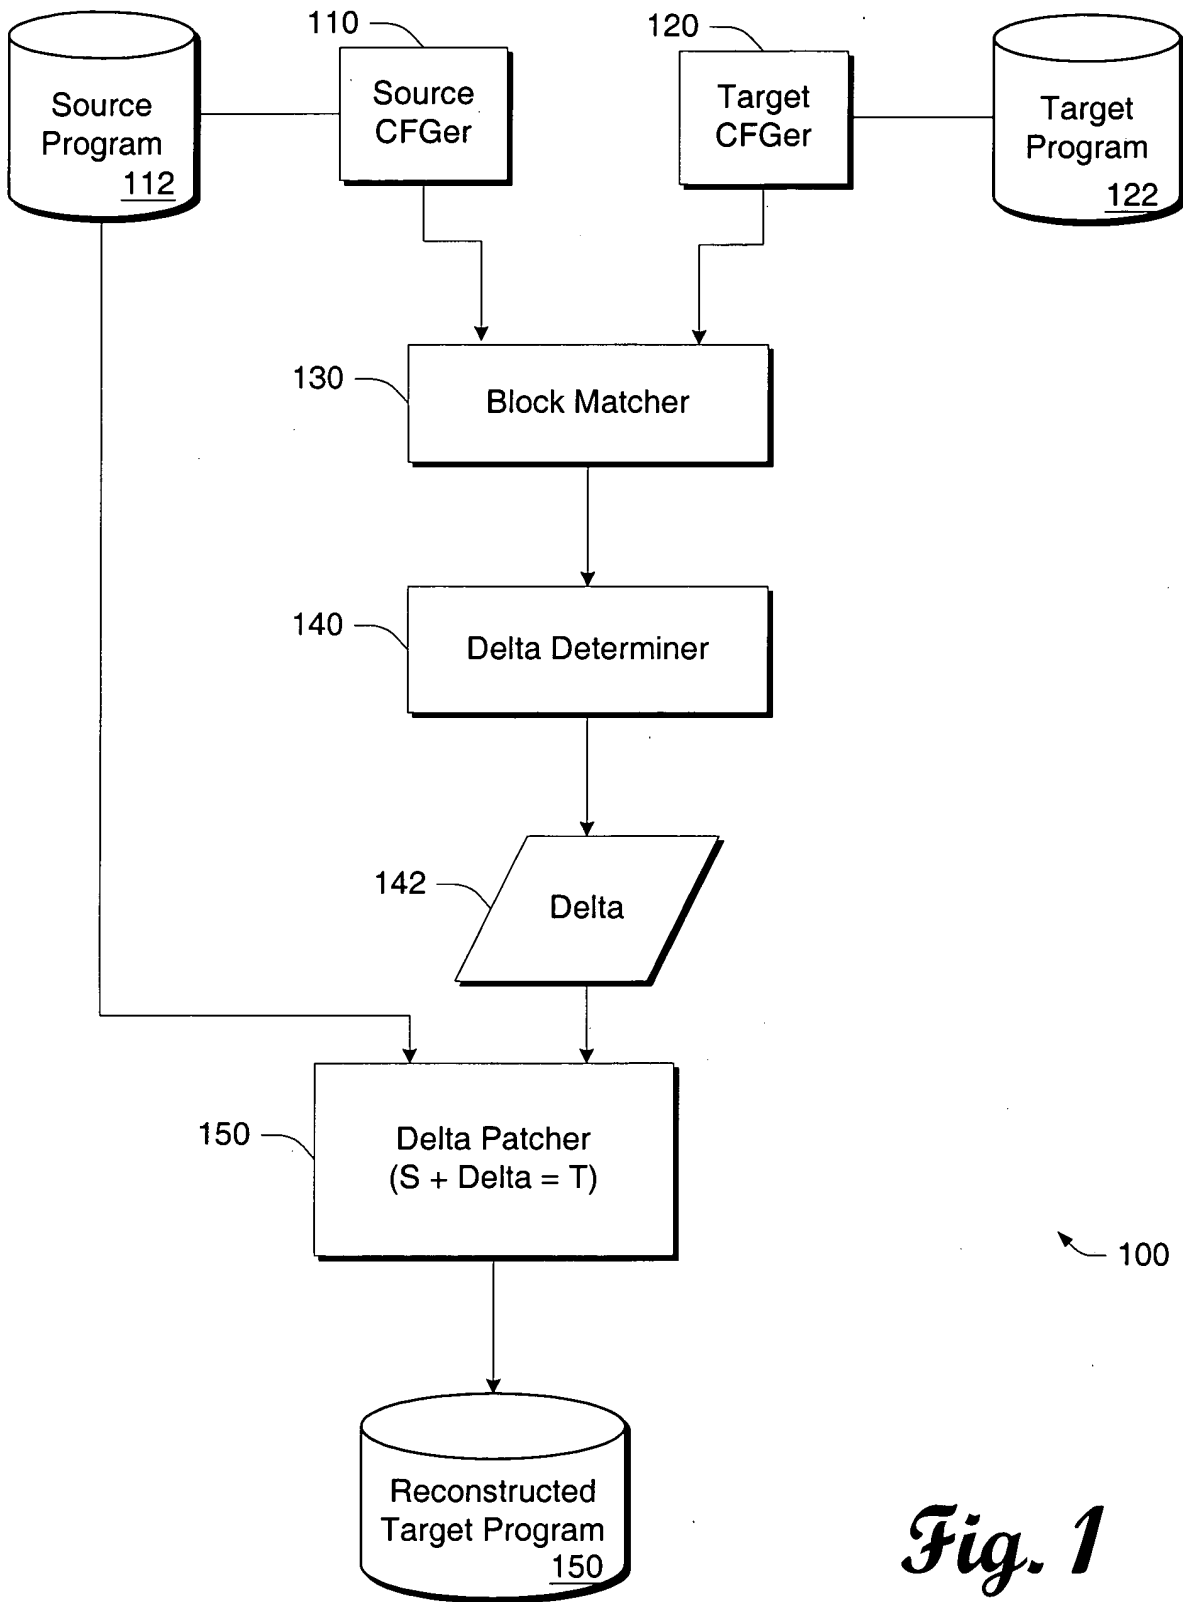 110
120
Source
Program
112
Source
CFGer
Target
CFGer
Target
Program
122
130
Block Matcher
140
Delta Determiner
142
Delta
150
Delta Patcher
(S + Delta = T)
100
Reconstructed
Target Program
150
Fig. 1